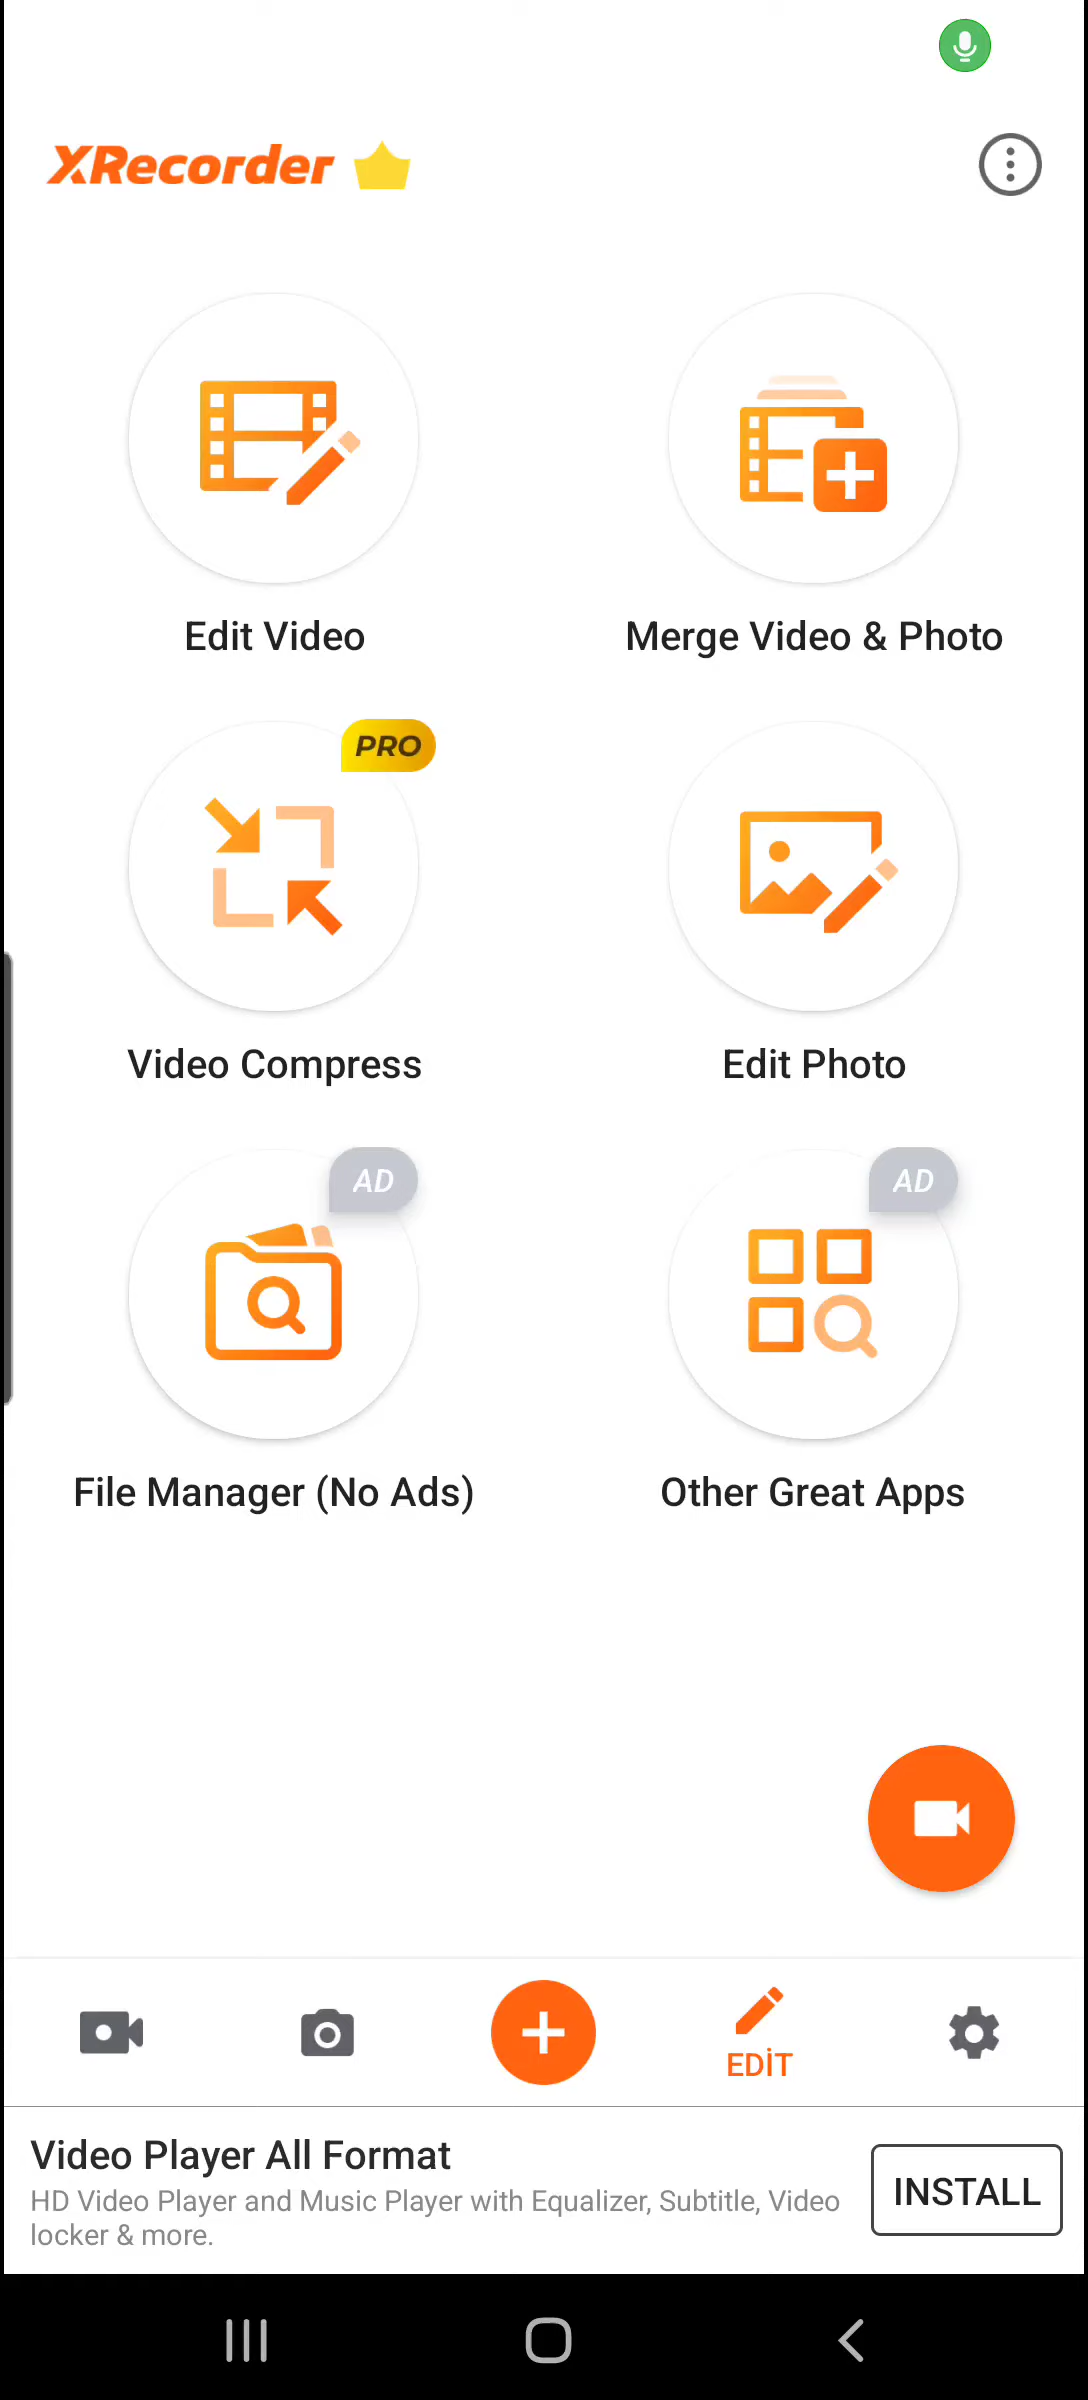 XRecorder
Edit Video
Merge Video & Photo
PRO
Video Compress
Edit Photo
AD
AD
File Manager (No Ads)
Other Great Apps
EDİT
Video Player All Format
HD Video Player and Music Player with Equalizer, Subtitle, Video
locker & more.
INSTALL